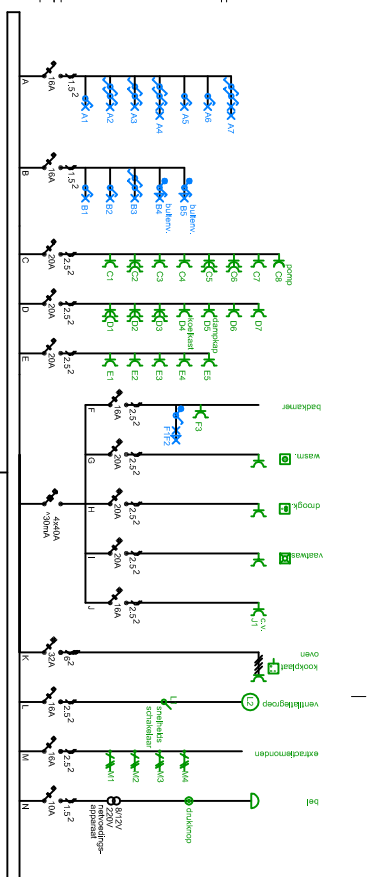 A
16A
1,5²
A1
A2
A3
A4
A5
A6
A7
B
16A
1,5²
B1
B2
B3
B4
buitenv.
B5
buitenv.
C
20A
2,5²
C1
C2
C3
C4
C5
C6
C7
C8
pomp
D
20A
2,5²
D1
D2
D3
D4
koelkast
D5
dampkap
D6
D7
E
20A
2,5²
E1
E2
E3
E4
E5
4x40A
^30mA
F
16A
2,5²
F1F2
F3
badkamer
G
20A
2,5²
wasm.
H
20A
2,5²
droogk.
I
20A
2,5²
vaatwas
J
16A
2,5²
J1
c.v.
K
32A
6²
oven
kookplaat
L
16A
2,5²
L1
snelheids
schakelaar
L2
ventilatiegroep
M
16A
2,5²
M1
M2
M3
M4
extractiemonden
N
10A
1,5²
8/12V
220V
netvoedings-
apparaat
drukknop
bel